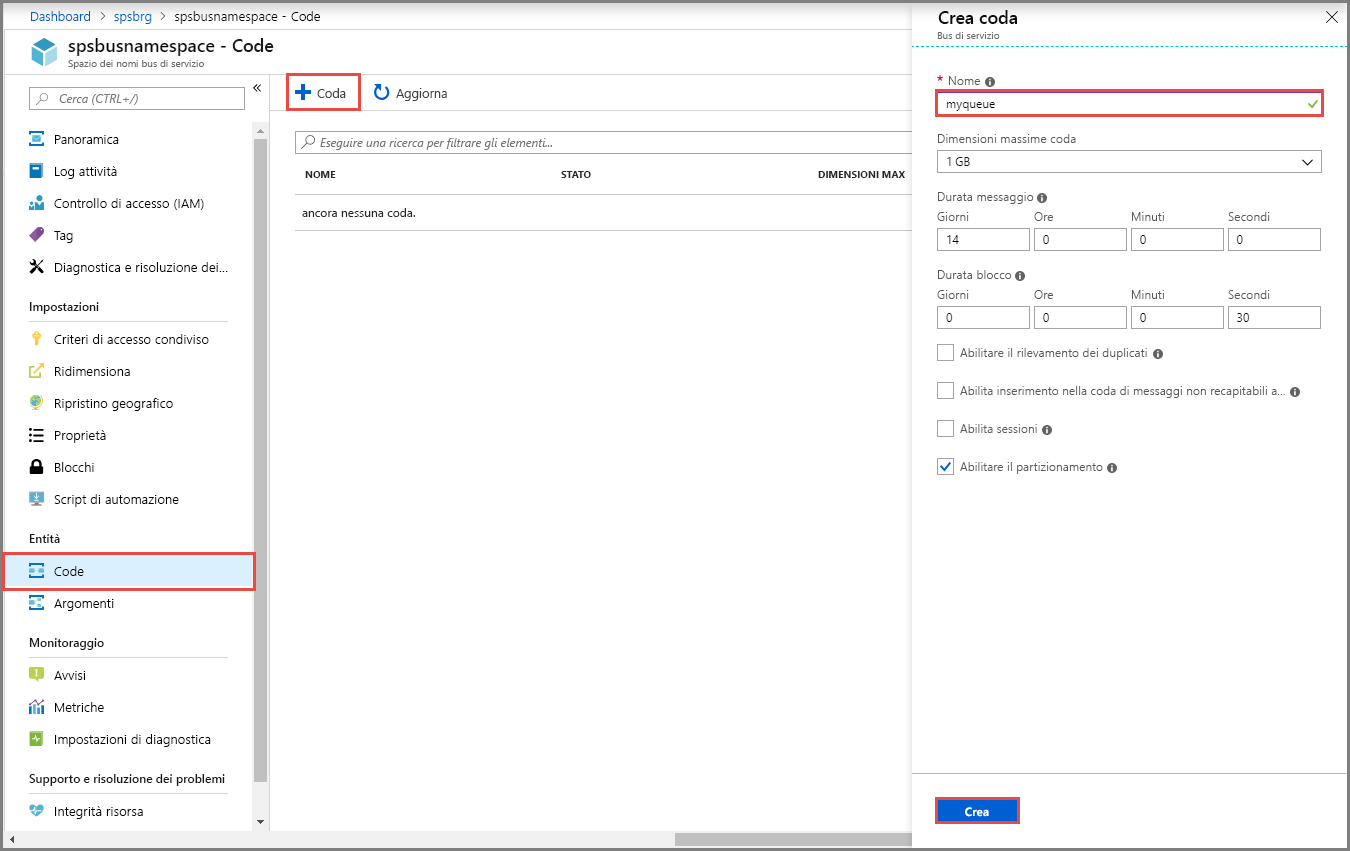 Dashboard > spsbrg > spsbusnamespace - Code
spsbusnamespace - Code
Spazio dei nomi bus di servizio
Cerca (CTRL+/)
«
Panoramica
Log attività
Controllo di accesso (IAM)
Tag
Diagnostica e risoluzione dei...
Impostazioni
Criteri di accesso condiviso
Ridimensiona
Ripristino geografico
Proprietà
Blocchi
Script di automazione
Entità
Code
Argomenti
Monitoraggio
Avvisi
Metriche
Impostazioni di diagnostica
Supporto e risoluzione dei problemi
Integrità risorsa
Coda Aggiorna
Eseguire una ricerca per filtrare gli elementi...
NOME STATO DIMENSIONI MAX
ancora nessuna coda.
Crea coda
Bus di servizio
* Nome
myqueue
Dimensioni massime coda
1 GB
Durata messaggio
Giorni Ore Minuti Secondi
14 0 0 0
Durata blocco
Giorni Ore Minuti Secondi
0 0 0 30
Abilitare il rilevamento dei duplicati
Abilita inserimento nella coda di messaggi non recapitabili a...
Abilita sessioni
Abilitare il partizionamento
Crea